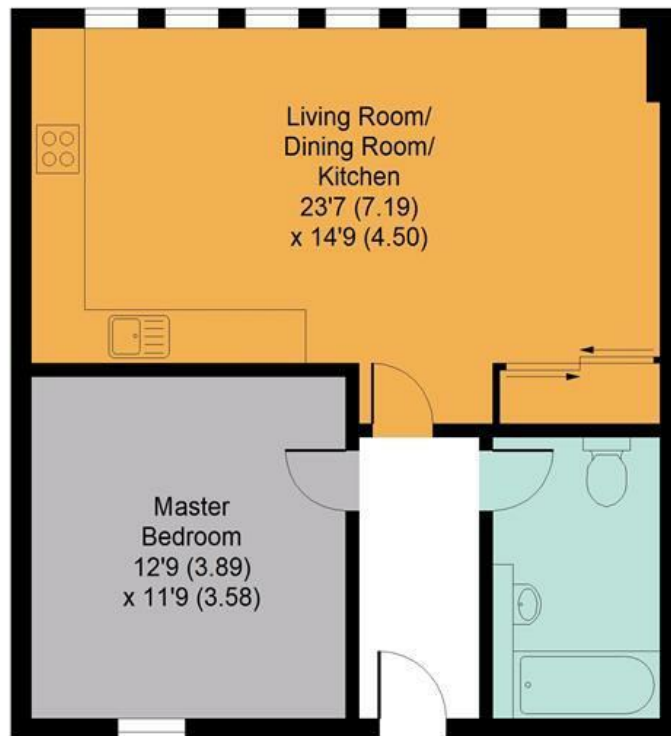 Living Room/
Dining Room/
Kitchen
23'7 (7.19)
x 14'9 (4.50)
Master
Bedroom
12'9 (3.89)
x 11'9 (3.58)